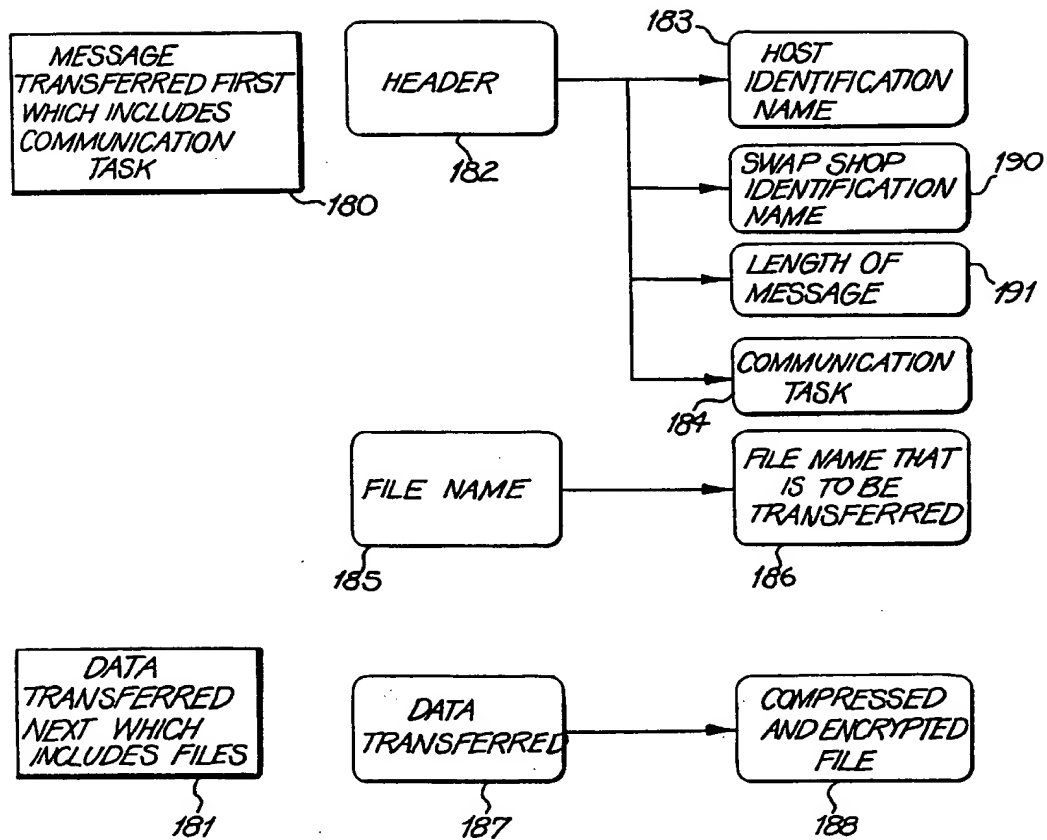 MESSAGE
TRANSFERRED FIRST
WHICH INCLUDES
COMMUNICATION
TASK
180
HEADER
182
183
HOST
IDENTIFICATION
NAME
SWAP SHOP
IDENTIFICATION
NAME
190
LENGTH OF
MESSAGE
191
COMMUNICATION
TASK
184
FILE NAME
185
FILE NAME THAT
IS TO BE
TRANSFERRED
186
DATA
TRANSFERRED
NEXT WHICH
INCLUDES FILES
181
DATA
TRANSFERRED
187
COMPRESSED
AND ENCRYPTED
FILE
188